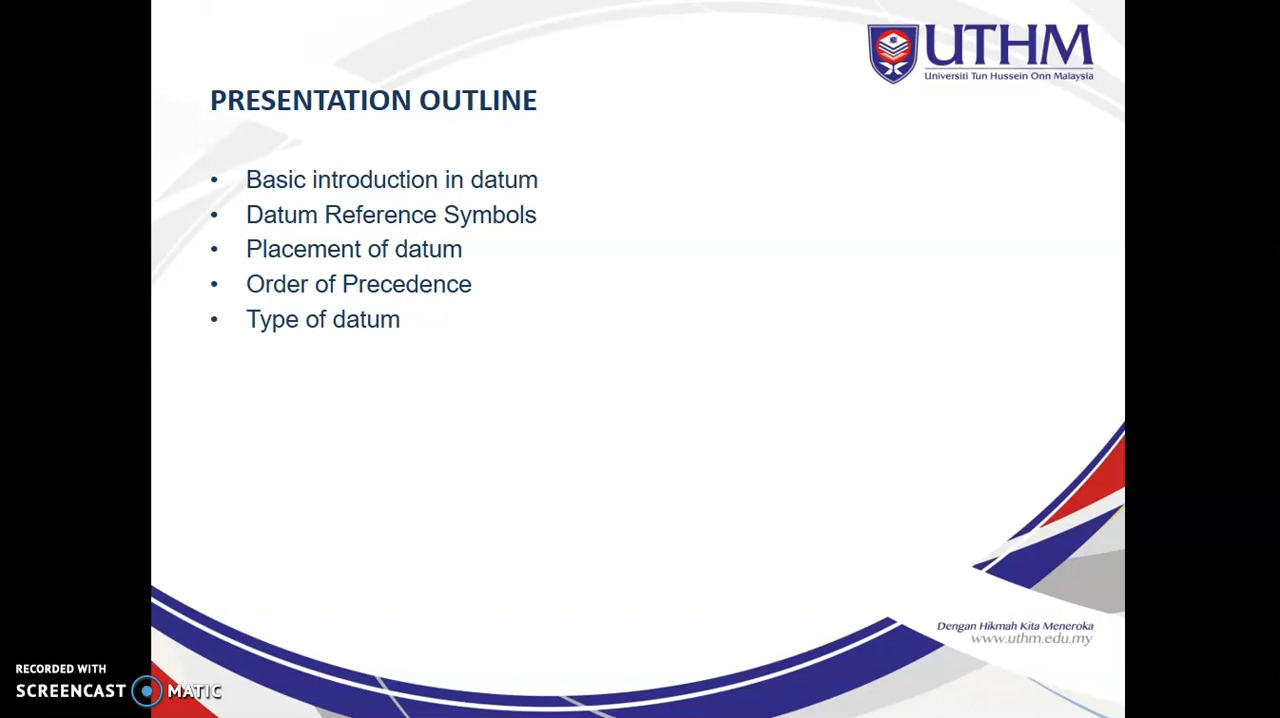 UTHM
Universiti Tun Hussein Onn Malaysia
PRESENTATION OUTLINE
• Basic introduction in datum
• Datum Reference Symbols
• Placement of datum
• Order of Precedence
• Type of datum
Dengan Hikmah Kita Meneroka
www.uthm.edu.my
RECORDED WITH
SCREENCAST MATIC